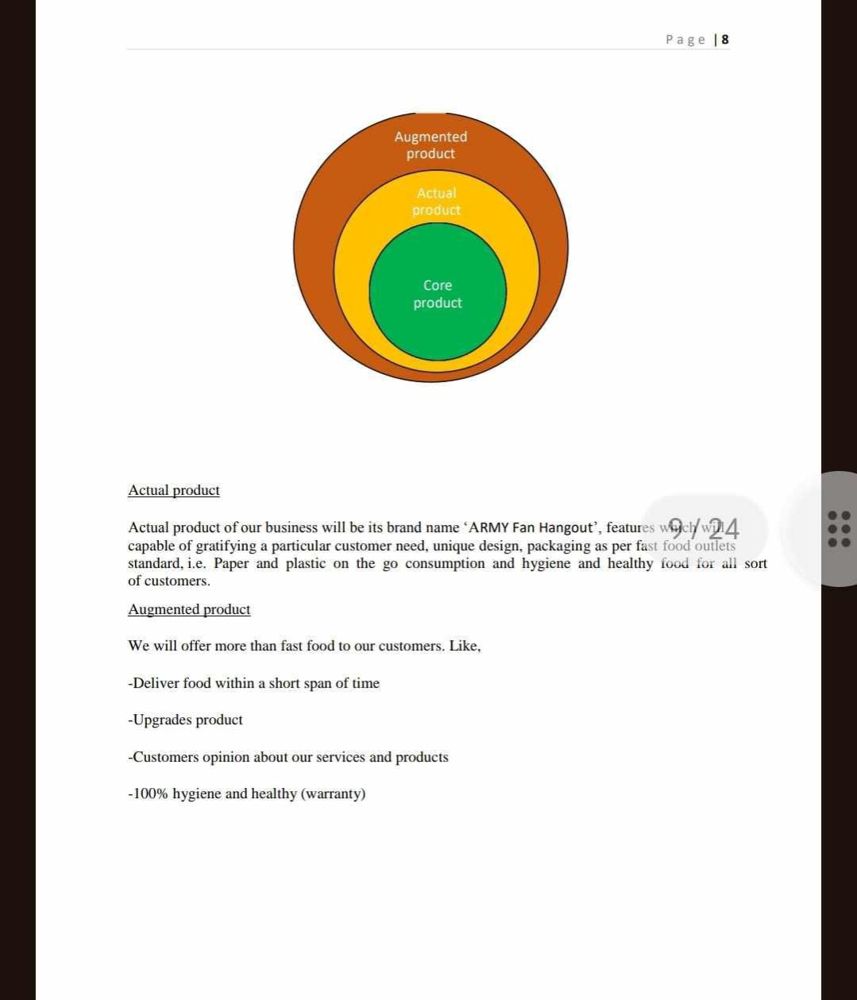 Page | 8
Augmented
product
Actual
product
Core
product
Actual product
Actual product of our business will be its brand name ‘ARMY Fan Hangout’, features which will
9/24
capable of gratifying a particular customer need, unique design, packaging as per fast food outlets
standard, i.e. Paper and plastic on the go consumption and hygiene and healthy food for all sort
of customers.
Augmented product
We will offer more than fast food to our customers. Like,
-Deliver food within a short span of time
-Upgrades product
-Customers opinion about our services and products
-100% hygiene and healthy (warranty)